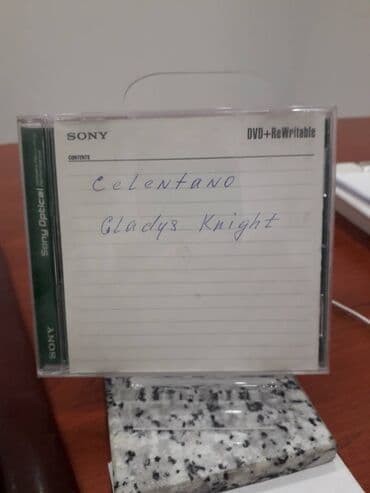 SONY
DVD+ReWritable
CONTENTS
Celentano
Gladys Knight
Sony Optical
SONY